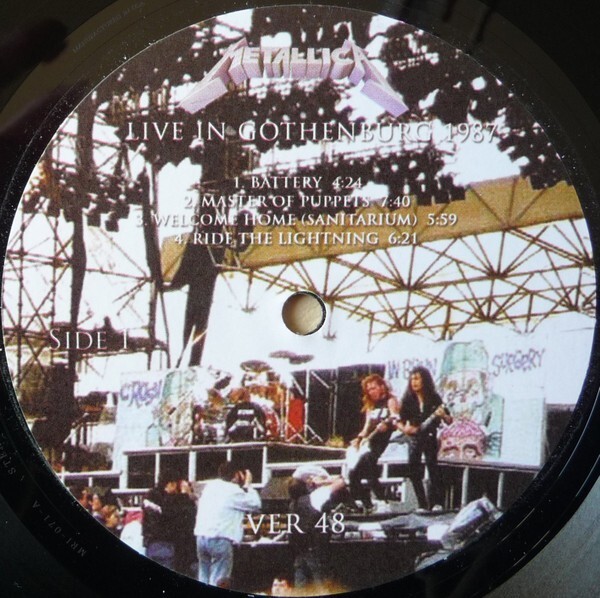 METALLICA
LIVE IN GOTHENBURG 1987
1. BATTERY 4:24
2. MASTER OF PUPPETS 7:40
3. WELCOME HOME (SANITARIUM) 5:59
4. RIDE THE LIGHTNING 6:21
SIDE 1
CRASH
SURGERY
VER 48